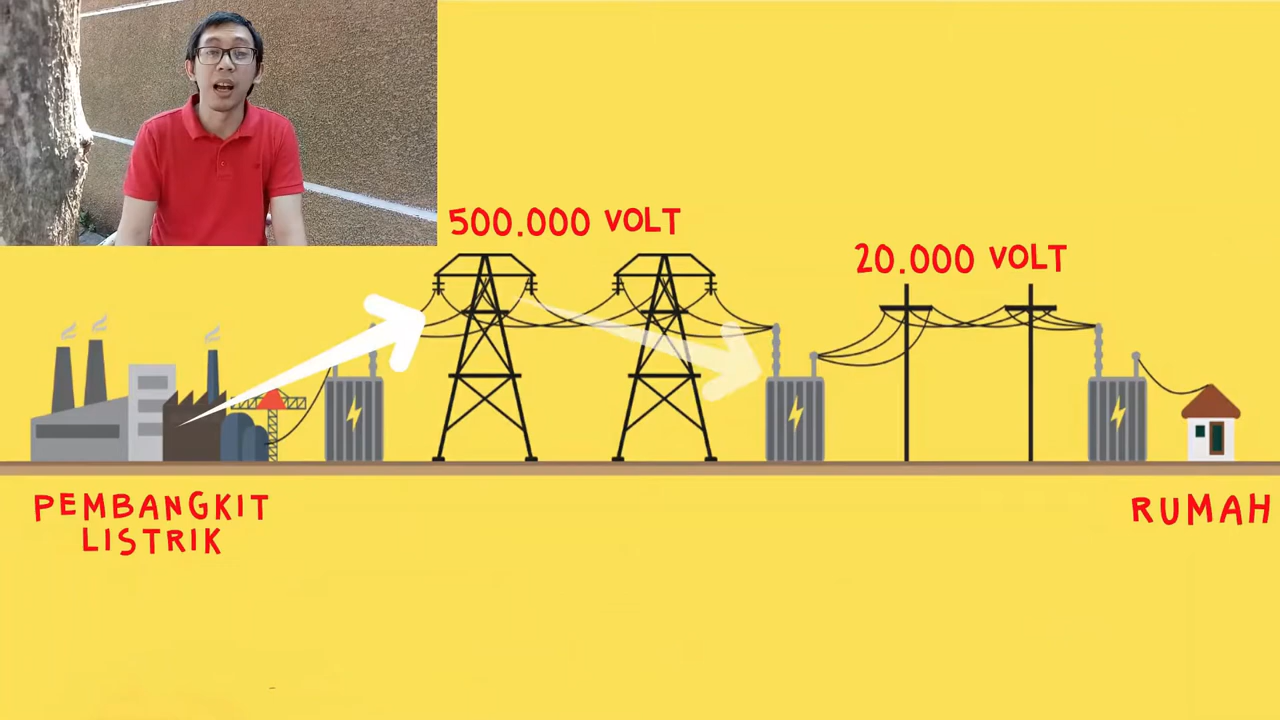 500.000 VOLT
20.000 VOLT
PEMBANGKIT
LISTRIK
RUMAH